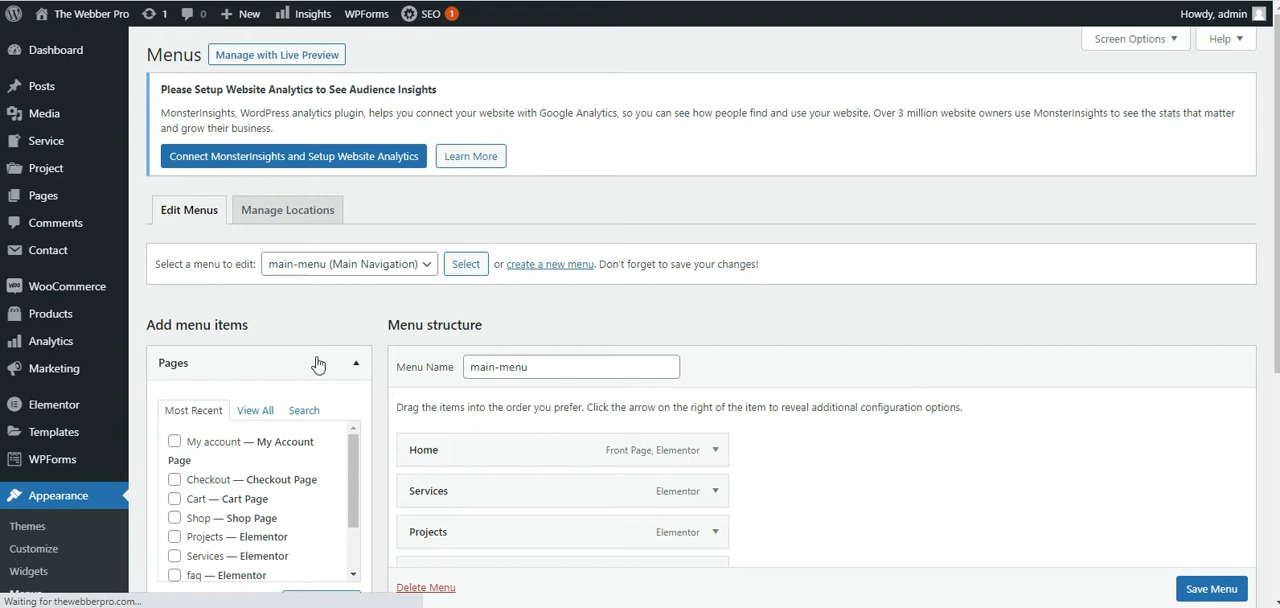 The Webber Pro 1 0 New Insights WPForms SEO 1 Howdy, admin
Dashboard
Posts
Media
Service
Project
Pages
Comments
Contact
WooCommerce
Products
Analytics
Marketing
Elementor
Templates
WPForms
Appearance
Themes
Customize
Widgets
Menus
Waiting for thewebberpro.com...
Screen Options Help
Menus Manage with Live Preview
Please Setup Website Analytics to See Audience Insights
MonsterInsights, WordPress analytics plugin, helps you connect your website with Google Analytics, so you can see how people find and use your website. Over 3 million website owners use MonsterInsights to see the stats that matter
and grow their business.
Connect MonsterInsights and Setup Website Analytics Learn More
Edit Menus Manage Locations
Select a menu to edit: main-menu (Main Navigation) Select or create a new menu. Don't forget to save your changes!
Add menu items
Pages
Most Recent View All Search
My account — My Account
Page
Checkout — Checkout Page
Cart — Cart Page
Shop — Shop Page
Projects — Elementor
Services — Elementor
faq — Elementor
Menu structure
Menu Name main-menu
Drag the items into the order you prefer. Click the arrow on the right of the item to reveal additional configuration options.
Home Front Page, Elementor
Services Elementor
Projects Elementor
Delete Menu Save Menu